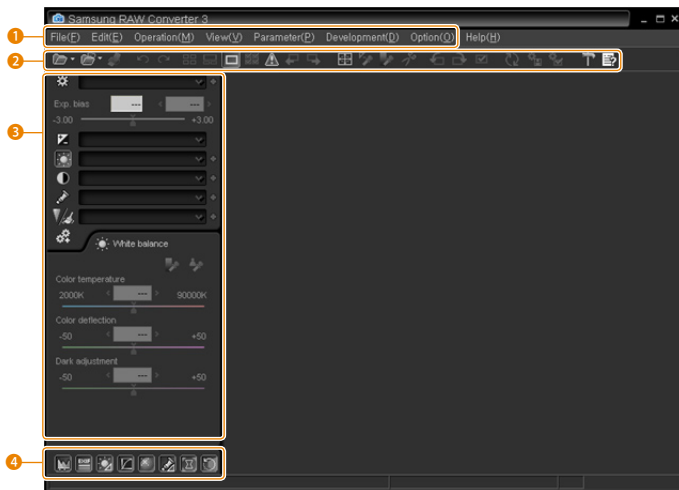 Samsung RAW Converter 3
1 File(F) Edit(E) Operation(M) View(V) Parameter(P) Development(D) Option(O) Help(H)
2
3
Exp. bias --- ---
-3.00 +3.00
White balance
Color temperature
2000K --- 90000K
Color deflection
-50 --- +50
Dark adjustment
-50 --- +50
4